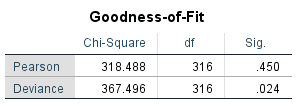 Goodness-of-Fit
Chi-Square df Sig.
Pearson 318.488 316 .450
Deviance 367.496 316 .024